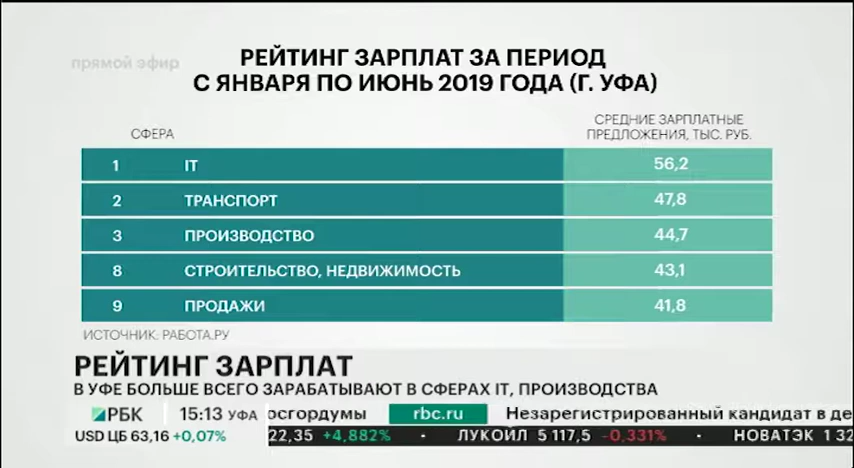 прямой эфир
РЕЙТИНГ ЗАРПЛАТ ЗА ПЕРИОД
С ЯНВАРЯ ПО ИЮНЬ 2019 ГОДА (Г. УФА)
СФЕРА
СРЕДНИЕ ЗАРПЛАТНЫЕ
ПРЕДЛОЖЕНИЯ, ТЫС. РУБ.
1 IT 56,2
2 ТРАНСПОРТ 47,8
3 ПРОИЗВОДСТВО 44,7
8 СТРОИТЕЛЬСТВО, НЕДВИЖИМОСТЬ 43,1
9 ПРОДАЖИ 41,8
ИСТОЧНИК: РАБОТА.РУ
РЕЙТИНГ ЗАРПЛАТ
В УФЕ БОЛЬШЕ ВСЕГО ЗАРАБАТЫВАЮТ В СФЕРАХ IT, ПРОИЗВОДСТВА
РБК 15:13 УФА осгордумы rbc.ru Незарегистрированный кандидат в де
USD ЦБ 63,16 +0,07% 22,35 +4,882% · ЛУКОЙЛ 5 117,5 -0,331% · НОВАТЭК 1 32